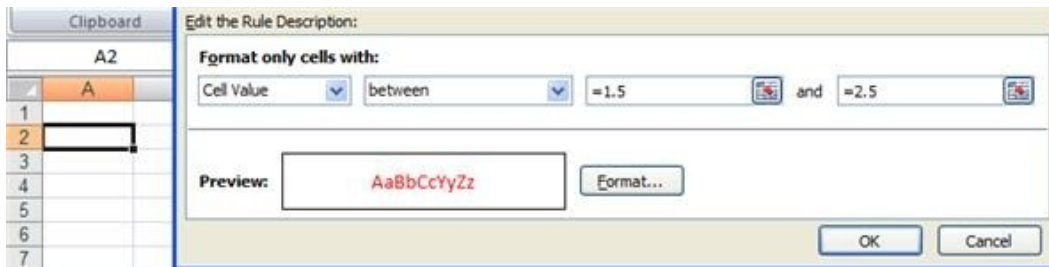 Clipboard
Edit the Rule Description:
A2
Format only cells with:
A
Cell Value between =1.5 and =2.5
1
2
3
4
5
6
7
Preview: AaBbCcYyZz Format...
OK Cancel